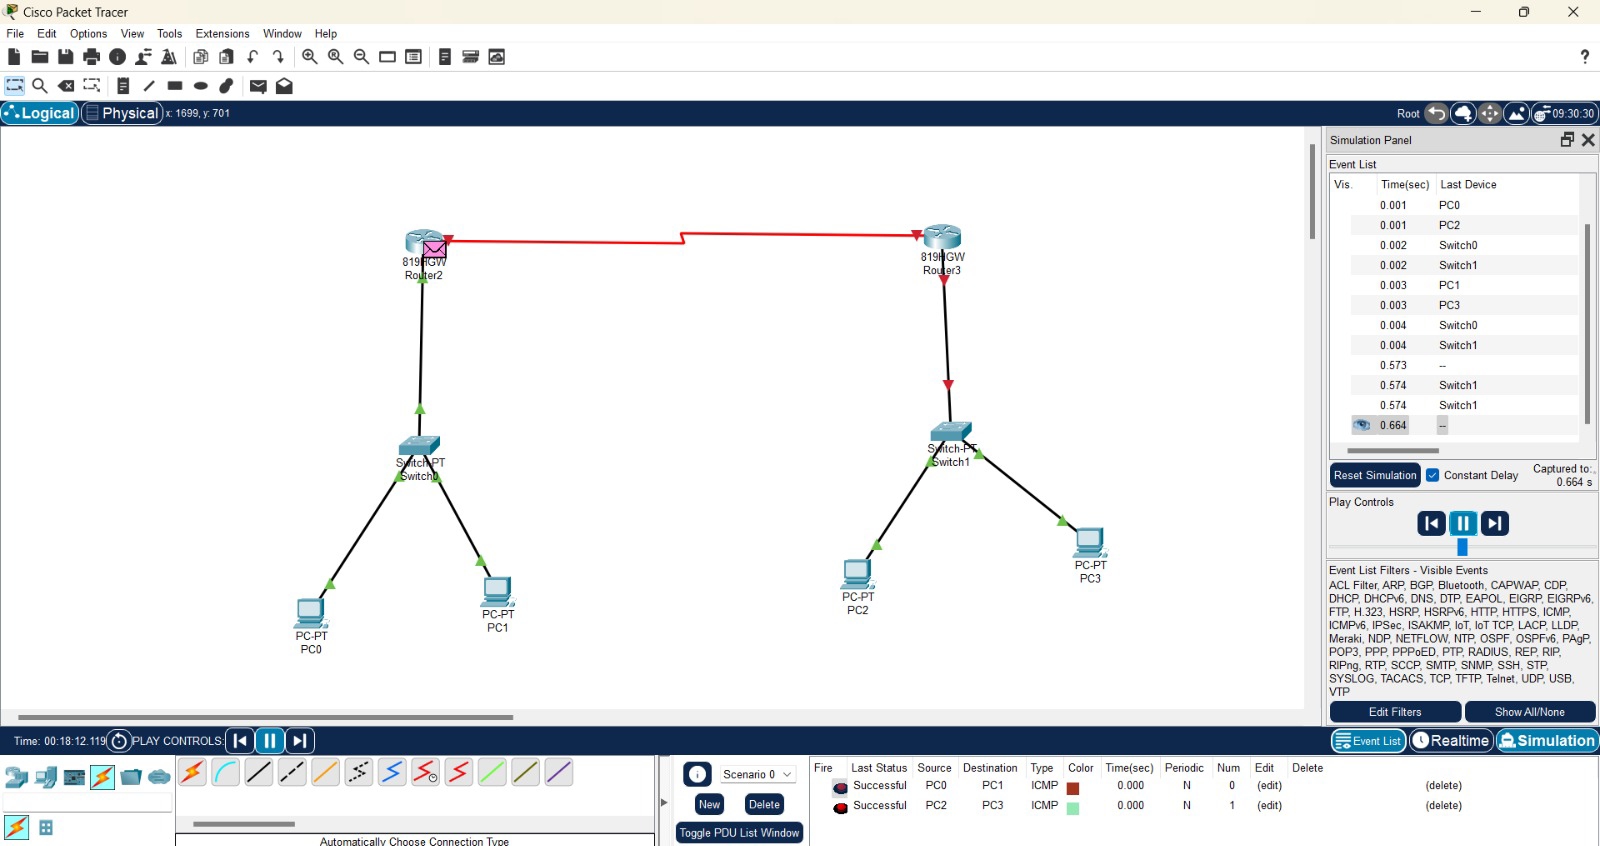 Cisco Packet Tracer
File Edit Options View Tools Extensions Window Help
Logical Physical x: 1699, y: 701 Root 09:30:30
819HGW
Router2
819HGW
Router3
Switch-PT
Switch0
Switch-PT
Switch1
PC-PT
PC0
PC-PT
PC1
PC-PT
PC2
PC-PT
PC3
Simulation Panel
Event List
Vis. Time(sec) Last Device
0.001 PC0
0.001 PC2
0.002 Switch0
0.002 Switch1
0.003 PC1
0.003 PC3
0.004 Switch0
0.004 Switch1
0.573 --
0.574 Switch1
0.574 Switch1
0.664 --
Reset Simulation Constant Delay Captured to:
0.664 s
Play Controls
Event List Filters - Visible Events
ACL Filter, ARP, BGP, Bluetooth, CAPWAP, CDP,
DHCP, DHCPv6, DNS, DTP, EAPOL, EIGRP, EIGRPv6,
FTP, H.323, HSRP, HSRPv6, HTTP, HTTPS, ICMP,
ICMPv6, IPSec, ISAKMP, IoT, IoT TCP, LACP, LLDP,
Meraki, NDP, NETFLOW, NTP, OSPF, OSPFv6, PAgP,
POP3, PPP, PPPoED, PTP, RADIUS, REP, RIP,
RIPng, RTP, SCCP, SMTP, SNMP, SSH, STP,
SYSLOG, TACACS, TCP, TFTP, Telnet, UDP, USB,
VTP
Edit Filters Show All/None
Time: 00:18:12.119 PLAY CONTROLS: Event List Realtime Simulation
Scenario 0
New Delete
Toggle PDU List Window
Fire Last Status Source Destination Type Color Time(sec) Periodic Num Edit Delete
Successful PC0 PC1 ICMP 0.000 N 0 (edit) (delete)
Successful PC2 PC3 ICMP 0.000 N 1 (edit) (delete)
Automatically Choose Connection Type